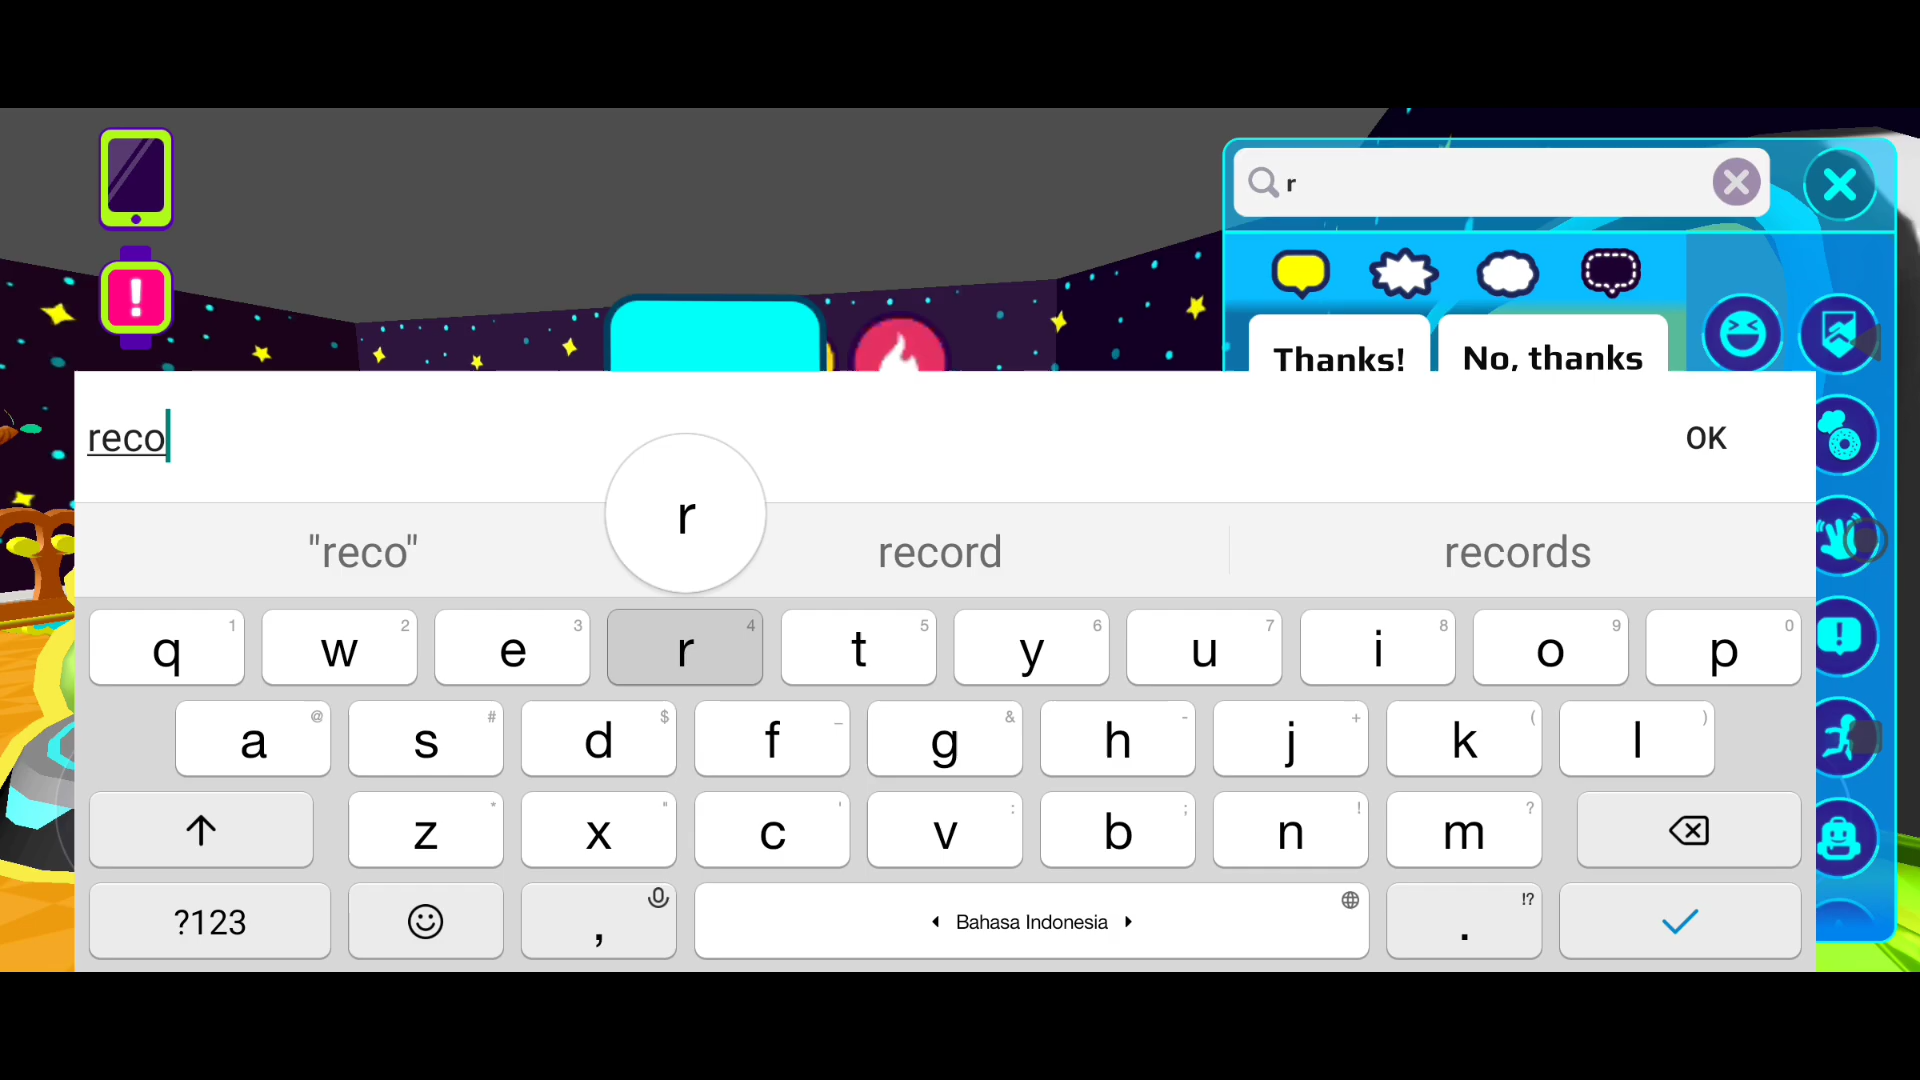 r
Thanks! No, thanks
!
reco OK
r
"reco" record records
q 1 w 2 e 3 r 4 t 5 y 6 u 7 i 8 o 9 p 0
a @ s # d $ f _ g & h - j + k ( l )
z * x " c ' v : b ; n ! m ?
?123 , Bahasa Indonesia . !?